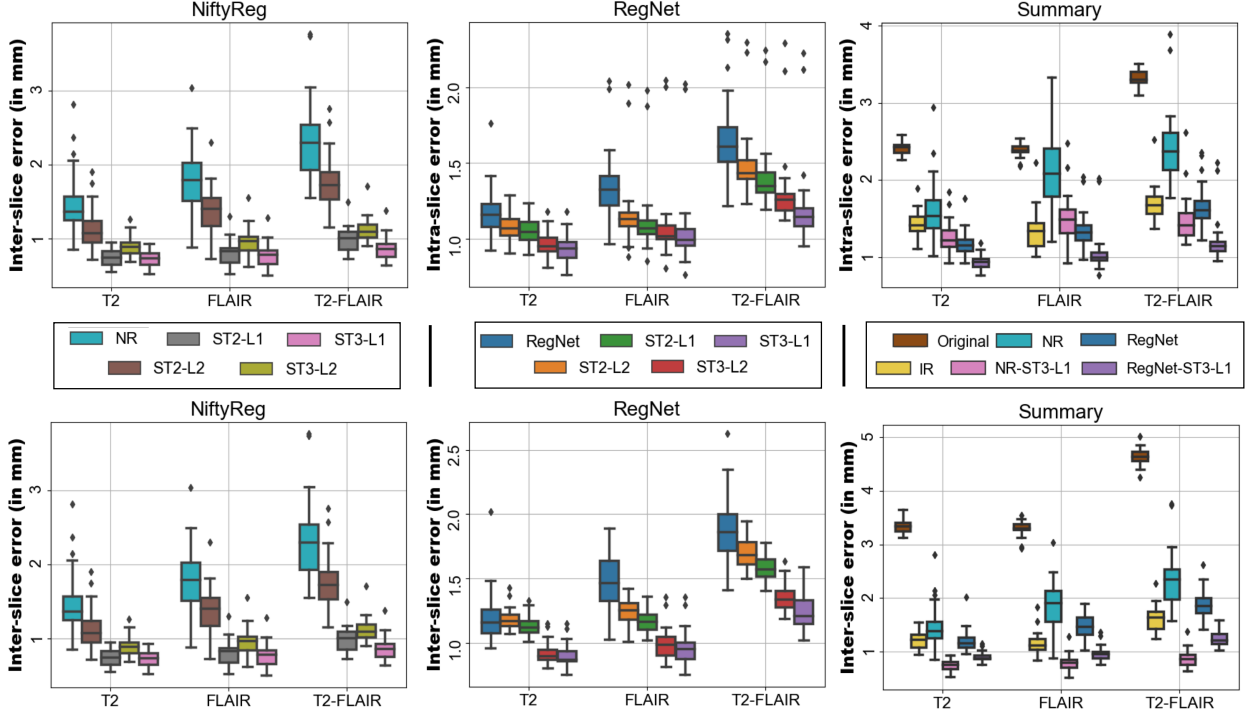 NiftyReg
RegNet
Summary
Inter-slice error (in mm)
3
2
1
T2
FLAIR
T2-FLAIR
Intra-slice error (in mm)
2.0
1.5
1.0
T2
FLAIR
T2-FLAIR
Intra-slice error (in mm)
4
3
2
1
T2
FLAIR
T2-FLAIR
NR
ST2-L1
ST3-L1
ST2-L2
ST3-L2
RegNet
ST2-L1
ST3-L1
ST2-L2
ST3-L2
Original
NR
RegNet
IR
NR-ST3-L1
RegNet-ST3-L1
NiftyReg
RegNet
Summary
Inter-slice error (in mm)
3
2
1
T2
FLAIR
T2-FLAIR
Inter-slice error (in mm)
2.5
2.0
1.5
1.0
T2
FLAIR
T2-FLAIR
Inter-slice error (in mm)
5
4
3
2
1
T2
FLAIR
T2-FLAIR